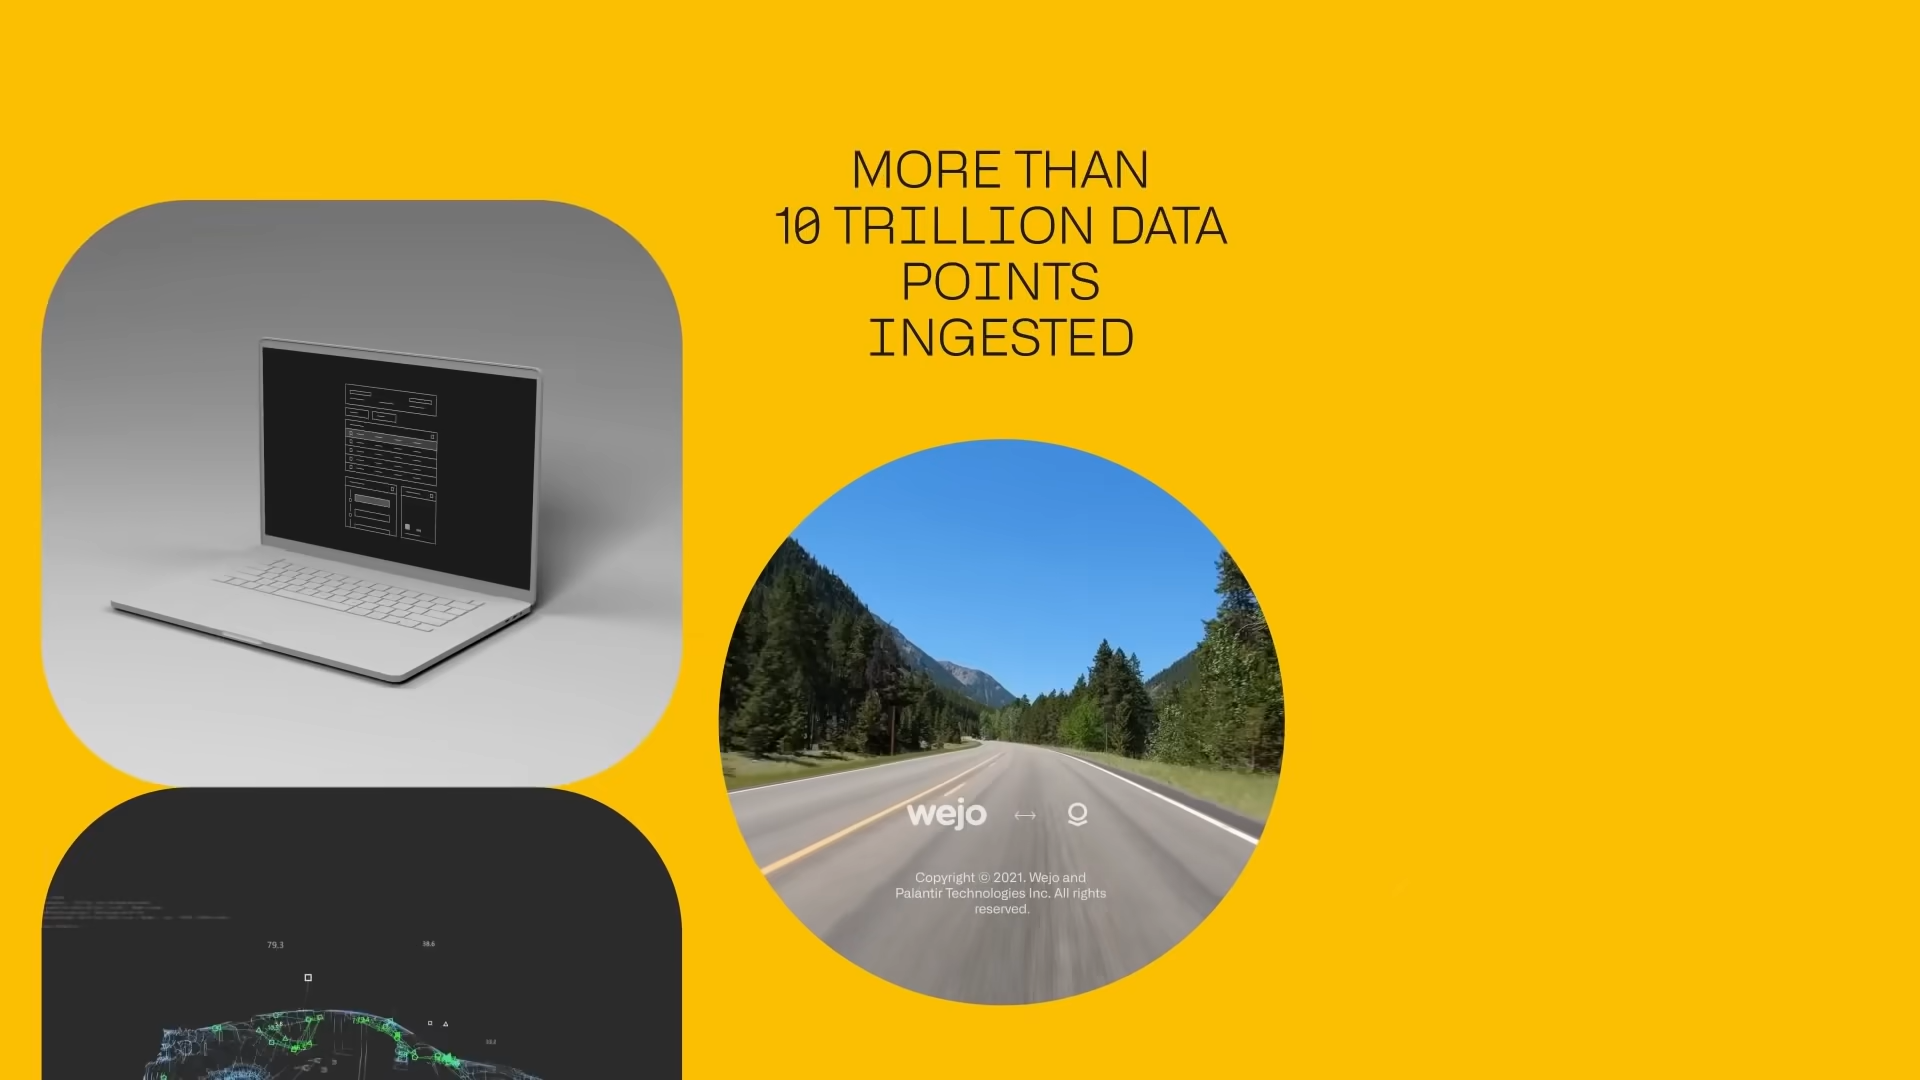 MORE THAN
10 TRILLION DATA
POINTS
INGESTED
wejo
Copyright © 2021. Wejo and
Palantir Technologies Inc. All rights
reserved.
79.3
38.6